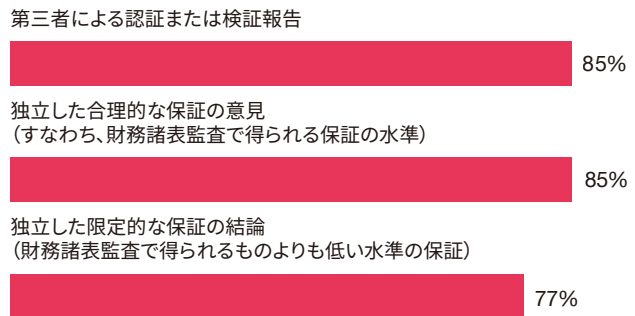 第三者による認証または検証報告
85%
独立した合理的な保証の意見
（すなわち、財務諸表監査で得られる保証の水準）
85%
独立した限定的な保証の結論
（財務諸表監査で得られるものよりも低い水準の保証）
77%